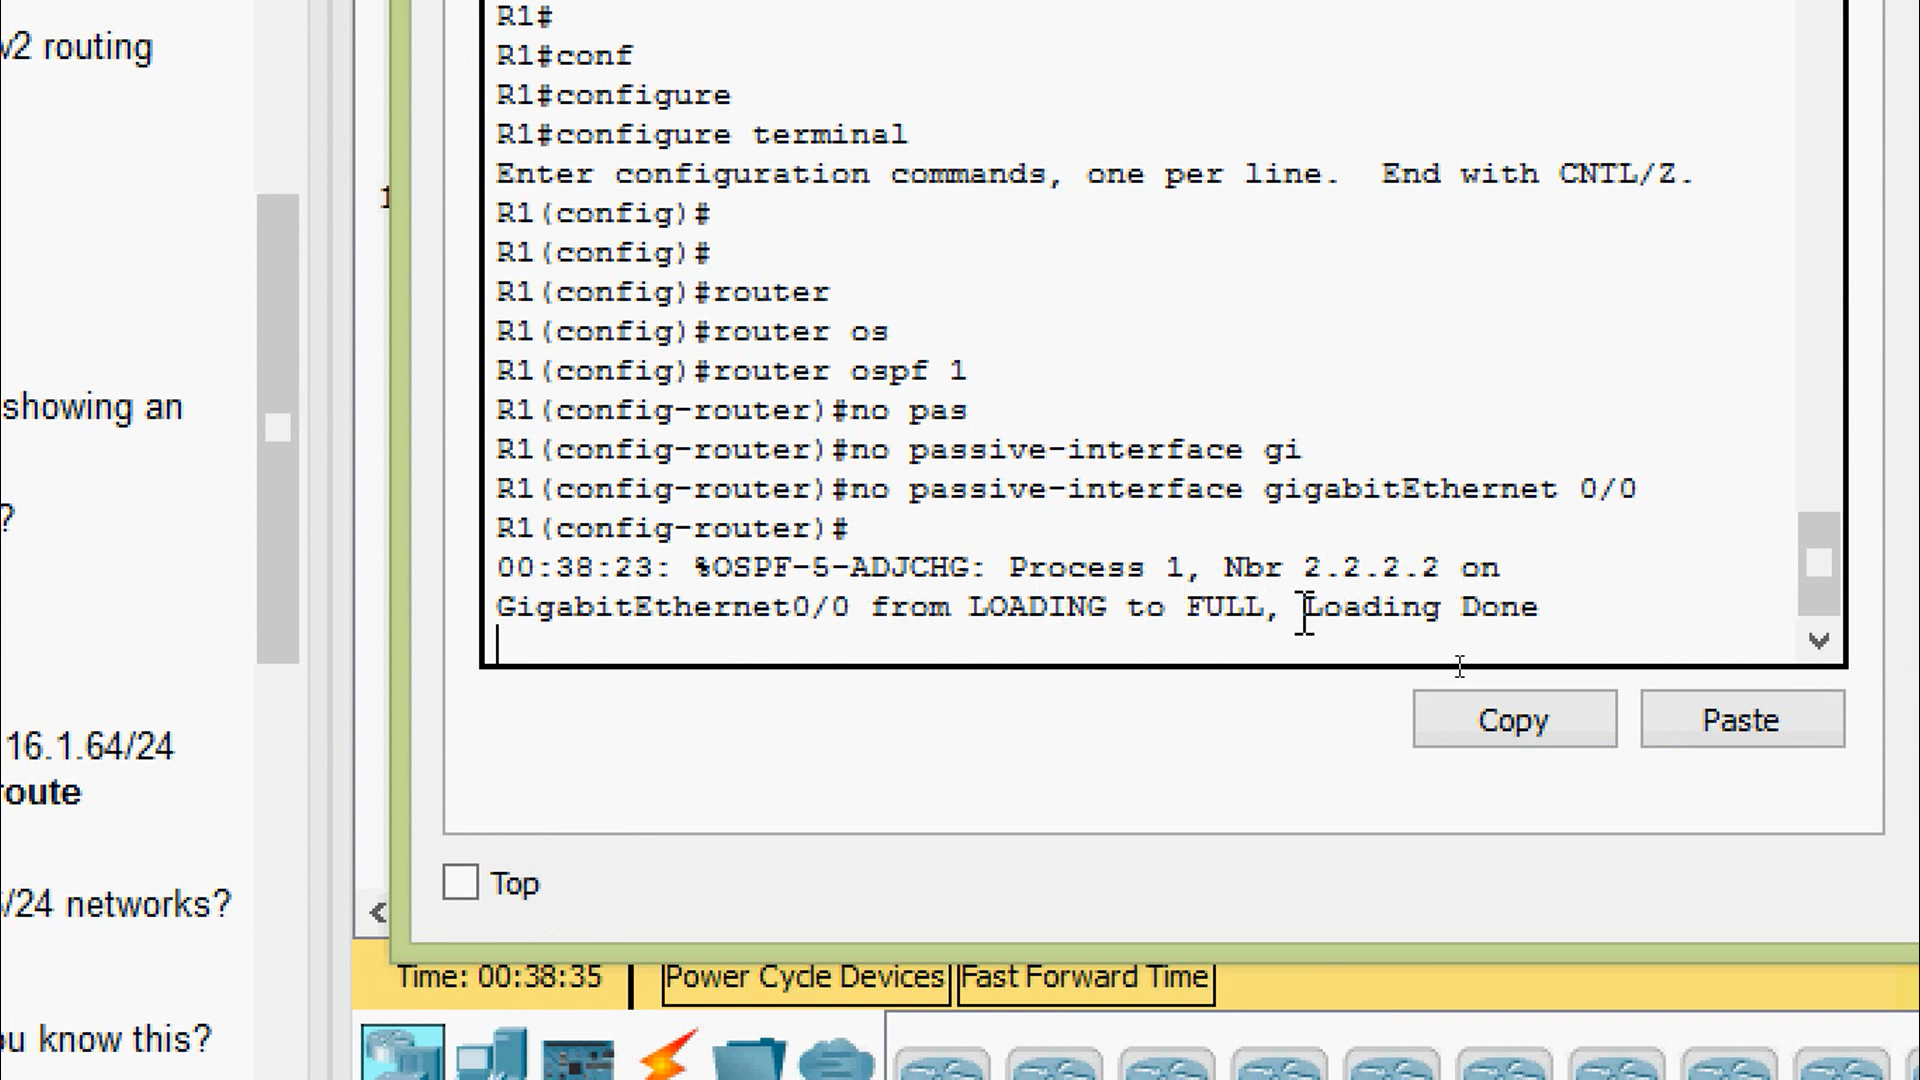 v2 routing
showing an
?
16.1.64/24
route
/24 networks?
ou know this?
1
R1#
R1#conf
R1#configure
R1#configure terminal
Enter configuration commands, one per line.  End with CNTL/Z.
R1(config)#
R1(config)#
R1(config)#router
R1(config)#router os
R1(config)#router ospf 1
R1(config-router)#no pas
R1(config-router)#no passive-interface gi
R1(config-router)#no passive-interface gigabitEthernet 0/0
R1(config-router)#
00:38:23: %OSPF-5-ADJCHG: Process 1, Nbr 2.2.2.2 on
GigabitEthernet0/0 from LOADING to FULL, Loading Done
Copy
Paste
Top
Time: 00:38:35
Power Cycle Devices
Fast Forward Time